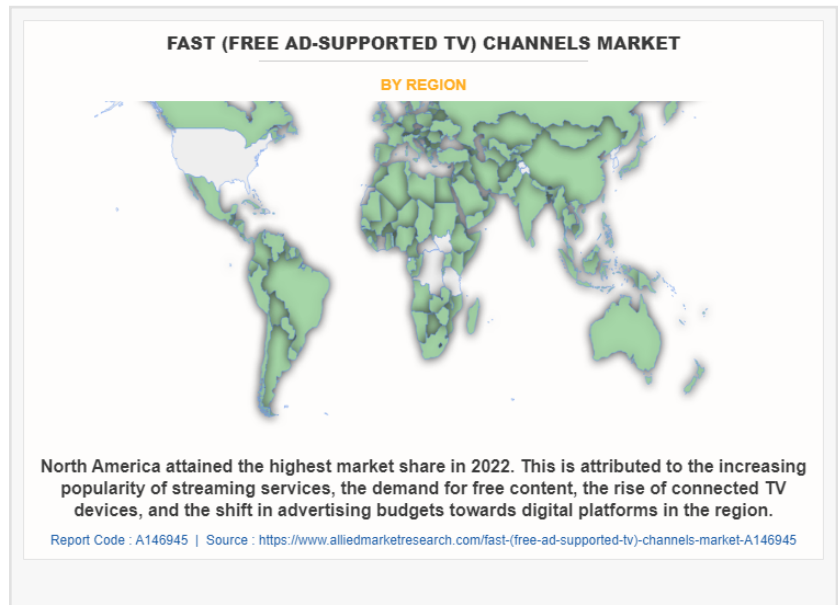 FAST (FREE AD-SUPPORTED TV) CHANNELS MARKET
BY REGION
North America attained the highest market share in 2022. This is attributed to the increasing
popularity of streaming services, the demand for free content, the rise of connected TV
devices, and the shift in advertising budgets towards digital platforms in the region.
Report Code : A146945 | Source : https://www.alliedmarketresearch.com/fast-(free-ad-supported-tv)-channels-market-A146945